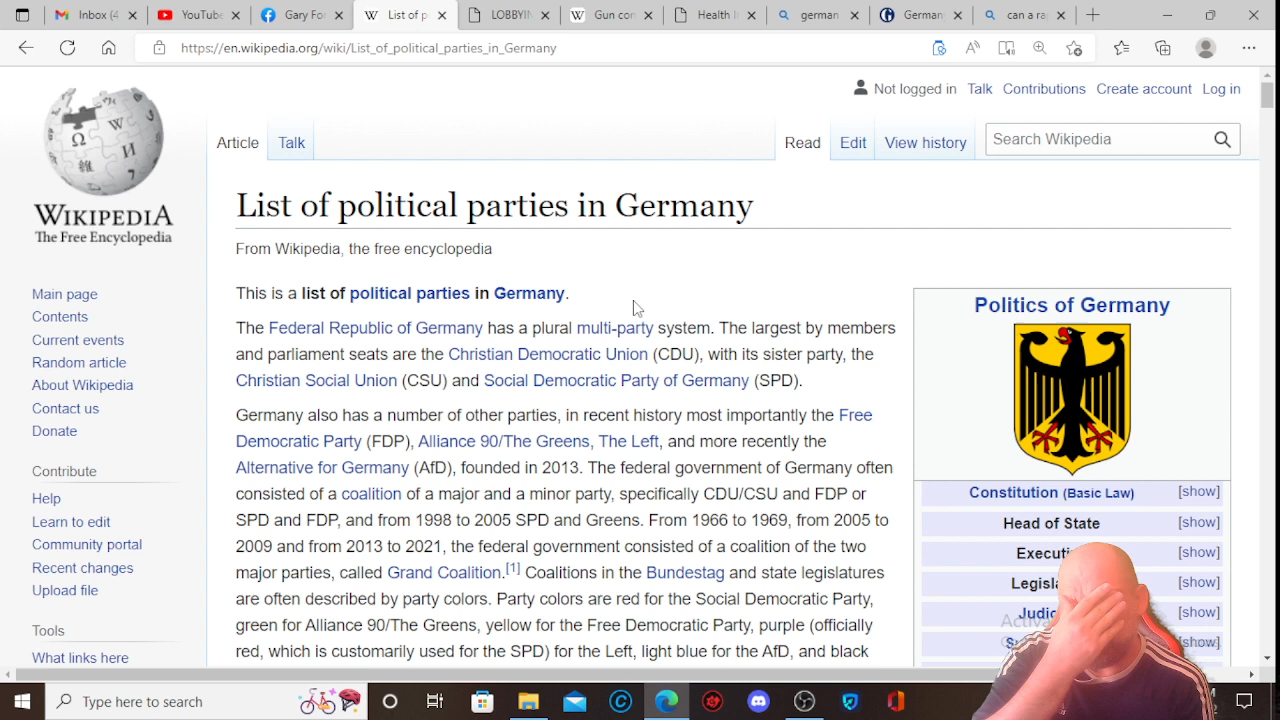 Inbox (4
YouTube
Gary Fo
List of p
LOBBYIN
Gun con
Health l
german
German
can a ra
https://en.wikipedia.org/wiki/List_of_political_parties_in_Germany
Not logged in Talk Contributions Create account Log in
Article Talk
Read Edit View history
Search Wikipedia
WIKIPEDIA
The Free Encyclopedia
Main page
Contents
Current events
Random article
About Wikipedia
Contact us
Donate
Contribute
Help
Learn to edit
Community portal
Recent changes
Upload file
Tools
What links here
List of political parties in Germany
From Wikipedia, the free encyclopedia
This is a list of political parties in Germany.
The Federal Republic of Germany has a plural multi-party system. The largest by members
and parliament seats are the Christian Democratic Union (CDU), with its sister party, the
Christian Social Union (CSU) and Social Democratic Party of Germany (SPD).
Germany also has a number of other parties, in recent history most importantly the Free
Democratic Party (FDP), Alliance 90/The Greens, The Left, and more recently the
Alternative for Germany (AfD), founded in 2013. The federal government of Germany often
consisted of a coalition of a major and a minor party, specifically CDU/CSU and FDP or
SPD and FDP, and from 1998 to 2005 SPD and Greens. From 1966 to 1969, from 2005 to
2009 and from 2013 to 2021, the federal government consisted of a coalition of the two
major parties, called Grand Coalition.[1] Coalitions in the Bundestag and state legislatures
are often described by party colors. Party colors are red for the Social Democratic Party,
green for Alliance 90/The Greens, yellow for the Free Democratic Party, purple (officially
red, which is customarily used for the SPD) for the Left, light blue for the AfD, and black
Politics of Germany
Constitution (Basic Law) [show]
Head of State [show]
Executi [show]
Legisla [show]
Judic [show]
[show]
Type here to search